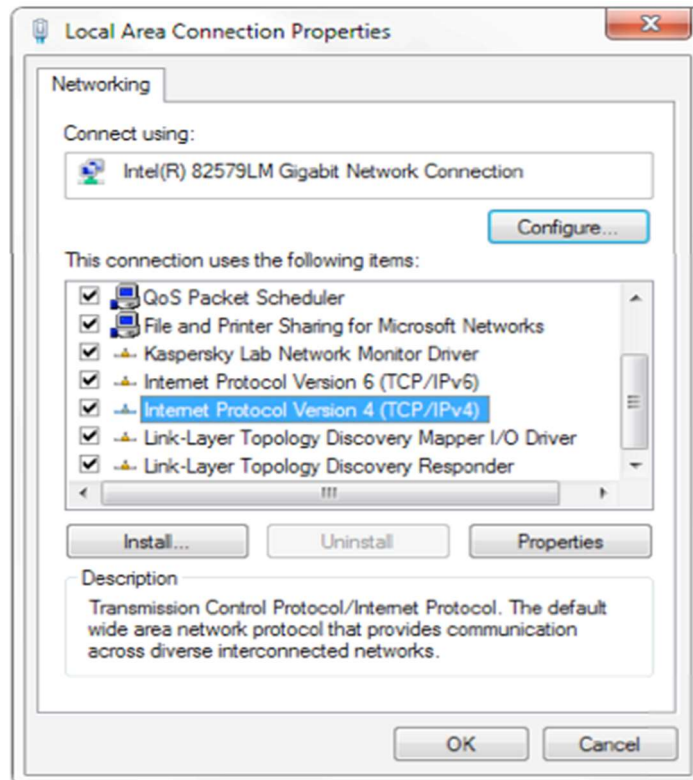 Local Area Connection Properties
Networking
Connect using:
Intel(R) 82579LM Gigabit Network Connection
Configure...
This connection uses the following items:
QoS Packet Scheduler
File and Printer Sharing for Microsoft Networks
Kaspersky Lab Network Monitor Driver
Internet Protocol Version 6 (TCP/IPv6)
Internet Protocol Version 4 (TCP/IPv4)
Link-Layer Topology Discovery Mapper I/O Driver
Link-Layer Topology Discovery Responder
Install... Uninstall Properties
Description
Transmission Control Protocol/Internet Protocol. The default
wide area network protocol that provides communication
across diverse interconnected networks.
OK Cancel